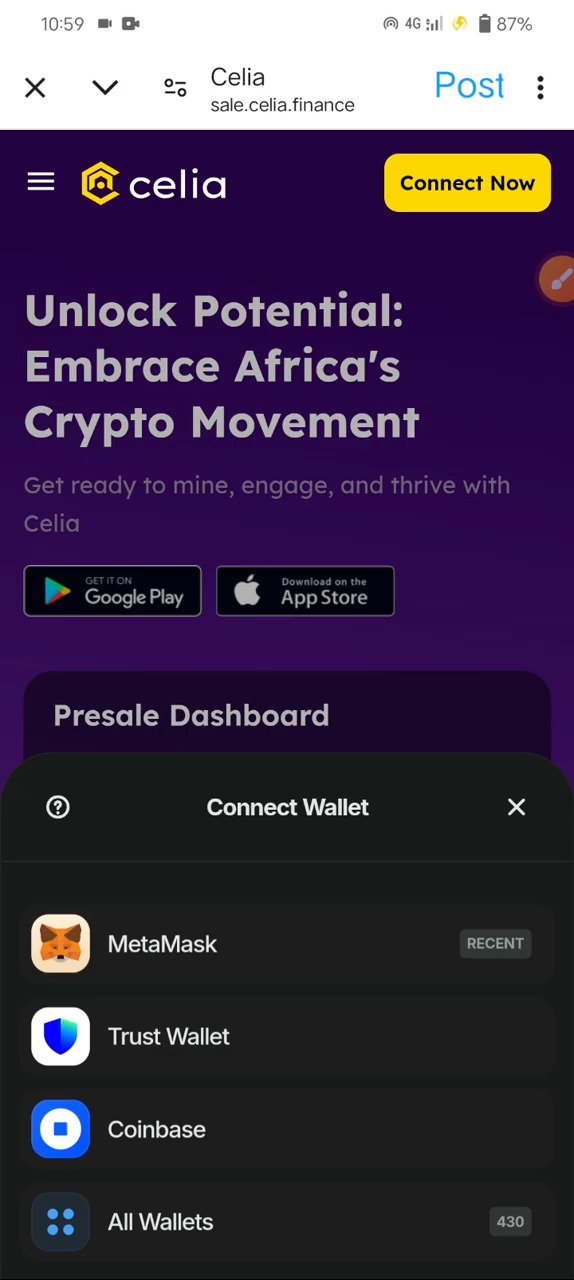 10:59 4G 87%
Celia
sale.celia.finance
Post
celia
Connect Now
Unlock Potential:
Embrace Africa's
Crypto Movement
Get ready to mine, engage, and thrive with
Celia
GET IT ON
Google Play
Download on the
App Store
Presale Dashboard
Connect Wallet
MetaMask
RECENT
Trust Wallet
Coinbase
All Wallets
430